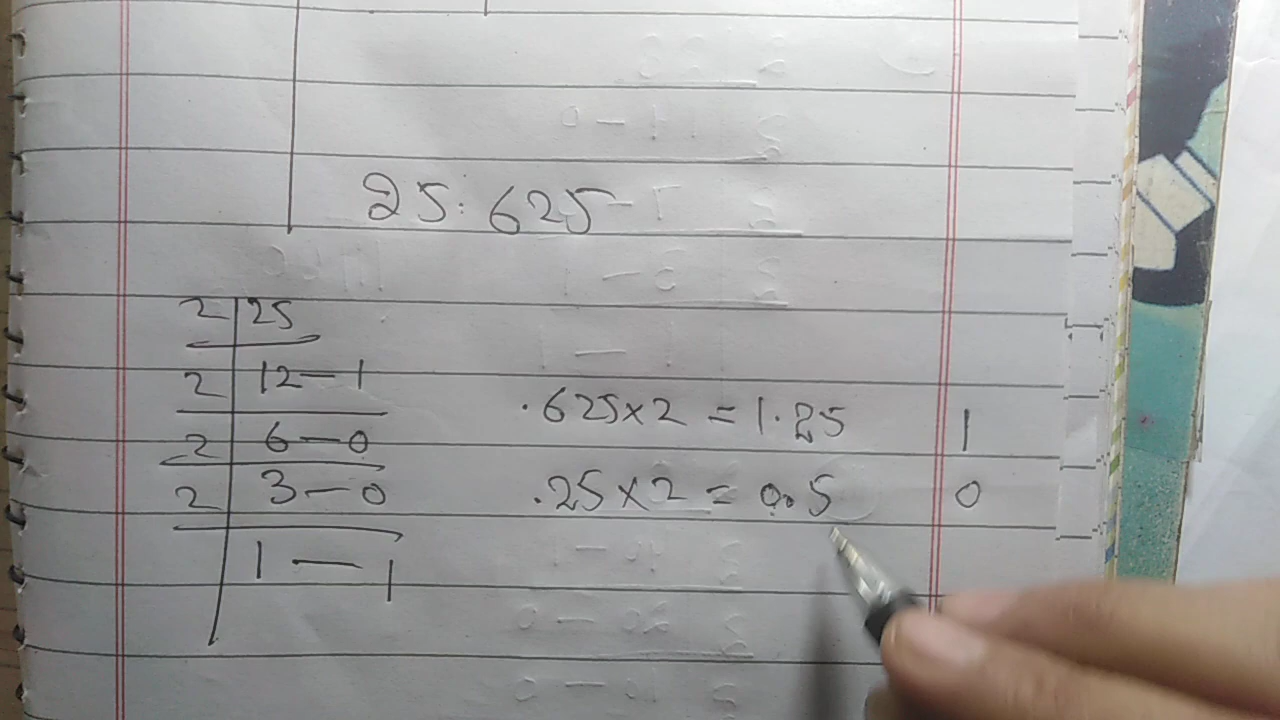 25.625
2 25
2 12 — 1
2 6 — 0
2 3 — 0
1 — 1
.625 × 2 = 1.25 1
.25 × 2 = 0.5 0